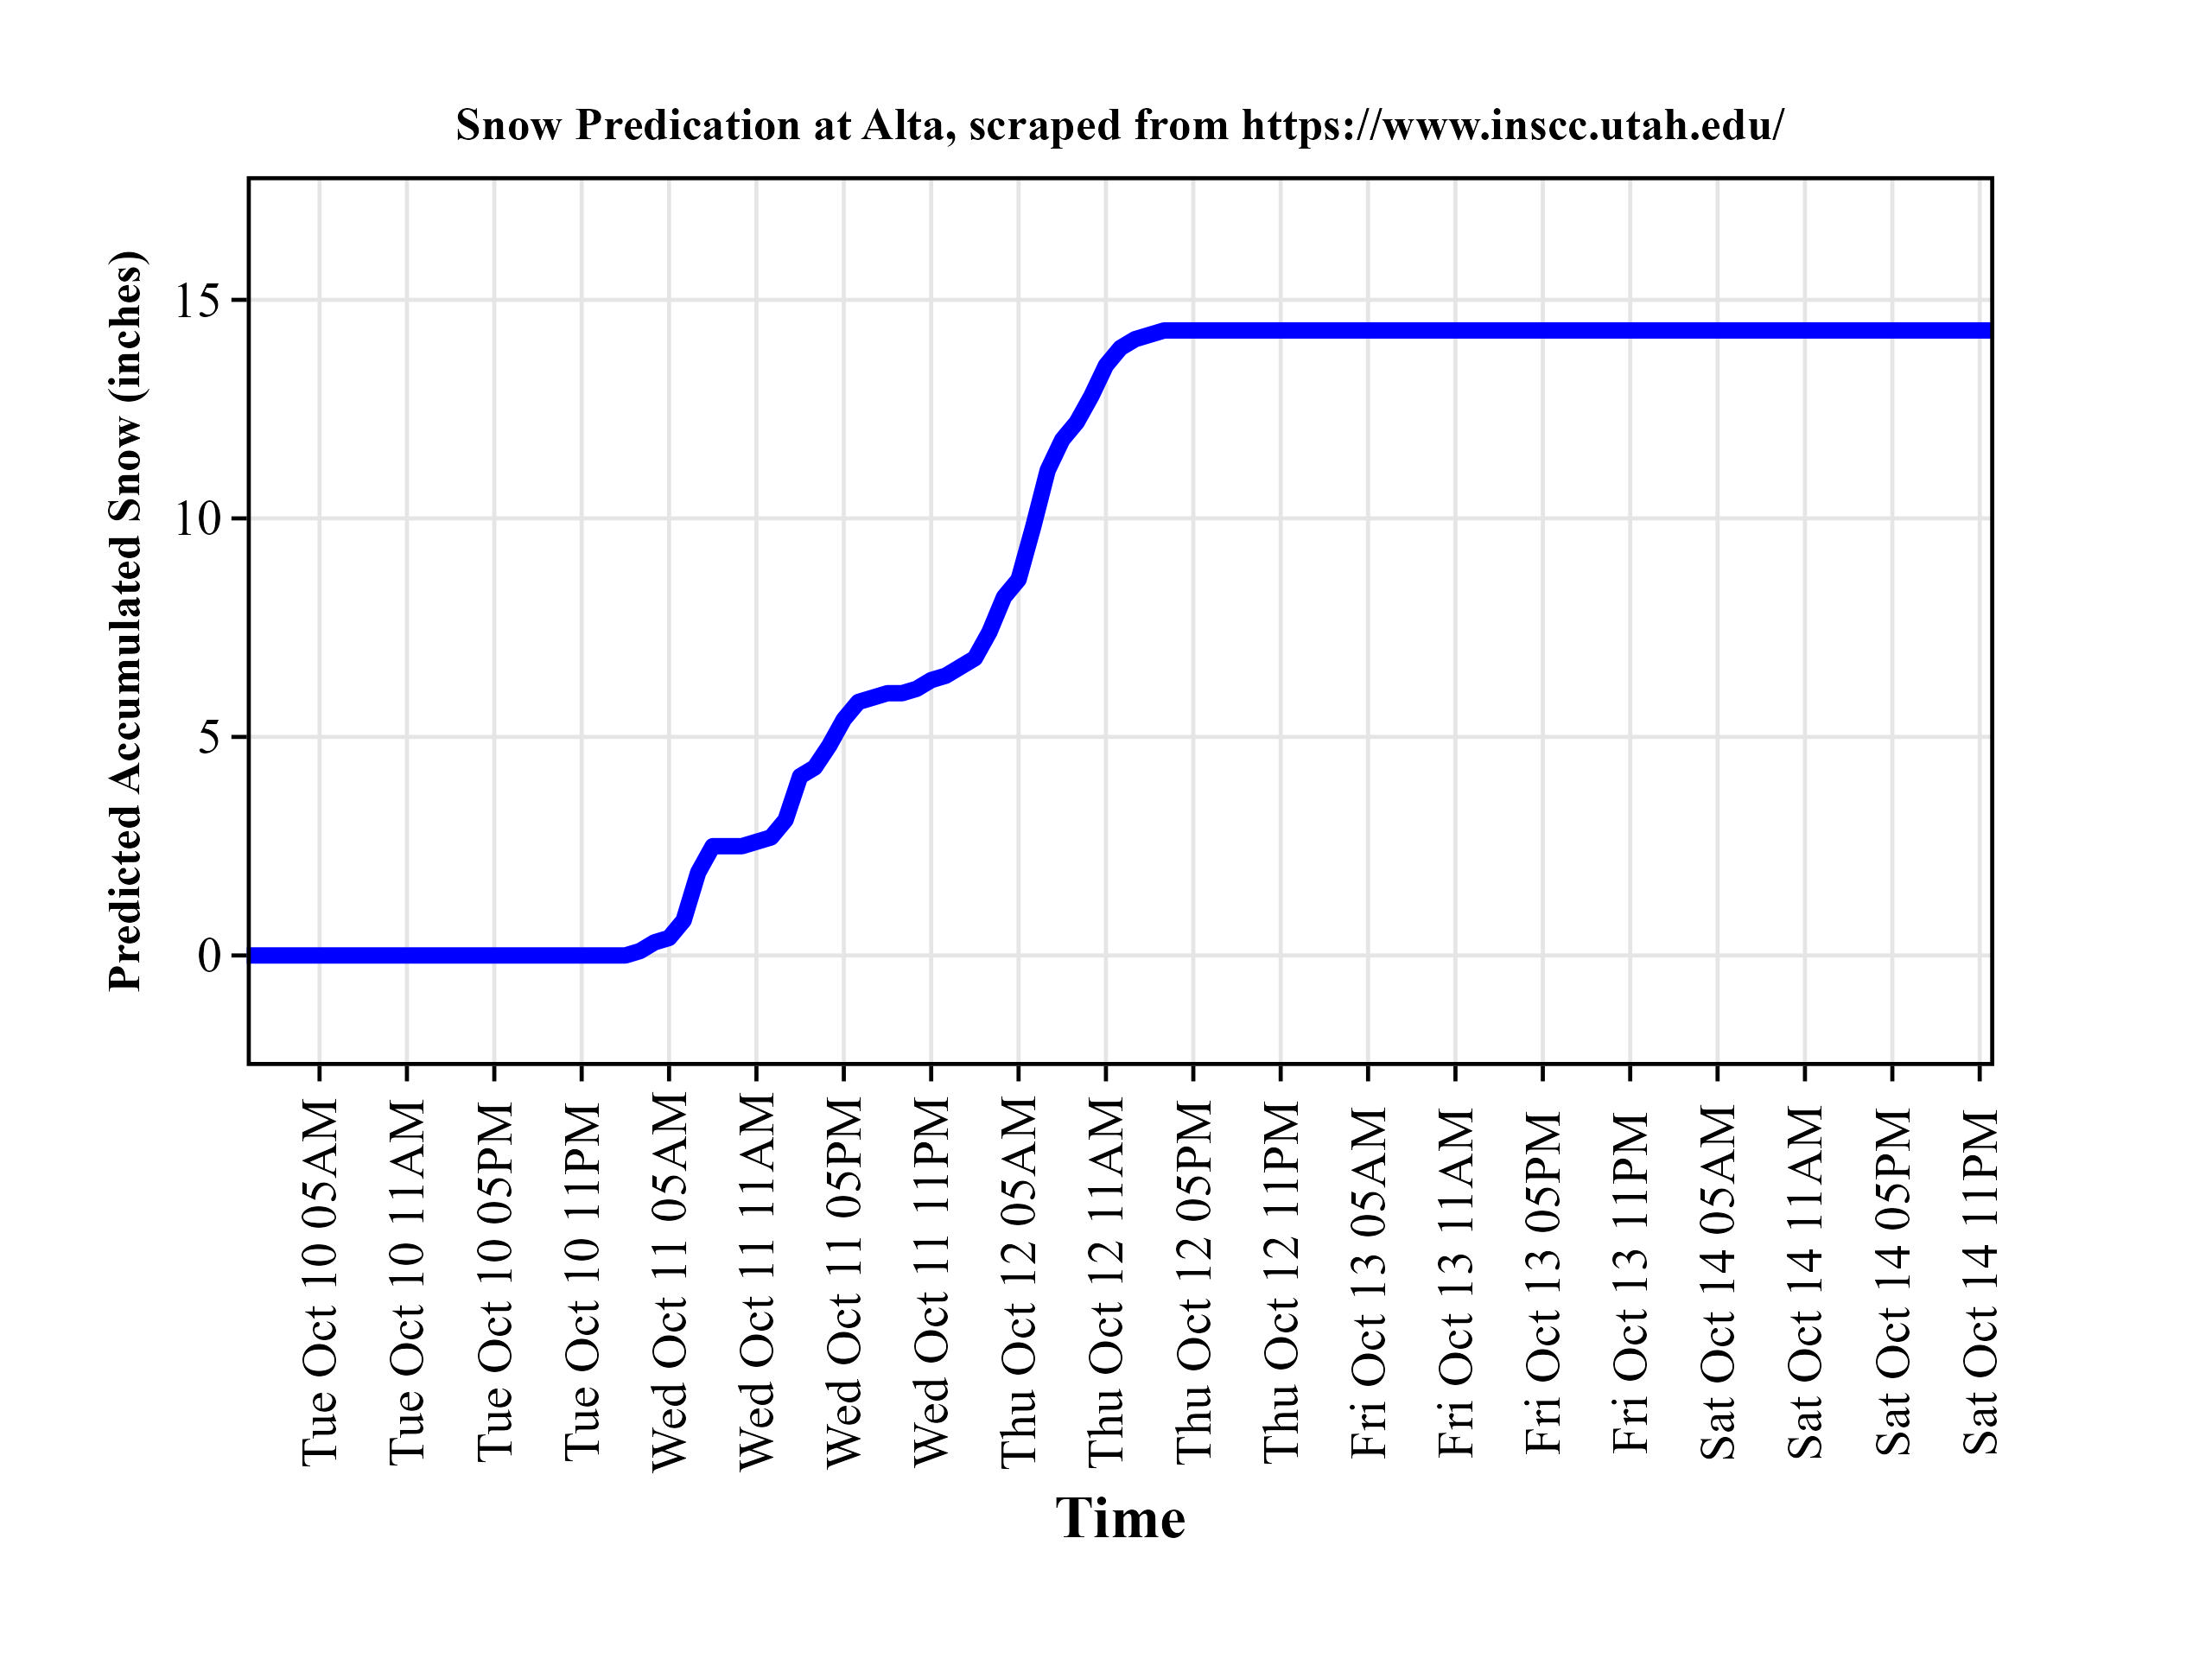 Snow Predication at Alta, scraped from https://www.inscc.utah.edu/
Predicted Accumulated Snow (inches)
15
10
5
0
Tue Oct 10 05AM
Tue Oct 10 11AM
Tue Oct 10 05PM
Tue Oct 10 11PM
Wed Oct 11 05AM
Wed Oct 11 11AM
Wed Oct 11 05PM
Wed Oct 11 11PM
Thu Oct 12 05AM
Thu Oct 12 11AM
Thu Oct 12 05PM
Thu Oct 12 11PM
Fri Oct 13 05AM
Fri Oct 13 11AM
Fri Oct 13 05PM
Fri Oct 13 11PM
Sat Oct 14 05AM
Sat Oct 14 11AM
Sat Oct 14 05PM
Sat Oct 14 11PM
Time